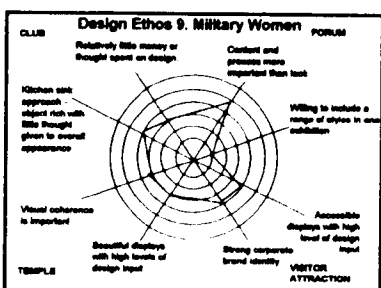 Design Ethos 9. Military Women
CLUB
FORUM
Relatively little money or
thought spent on design
Content and
process more
important than look
Kitchen sink
approach -
object rich with
little thought
given to overall
appearance
Willing to include a
range of styles in one
exhibition
Visual coherence
is important
Accessible
displays with high
level of design
input
Beautiful displays
with high levels of
design input
Strong corporate
brand identity
TEMPLE
VISITOR
ATTRACTION